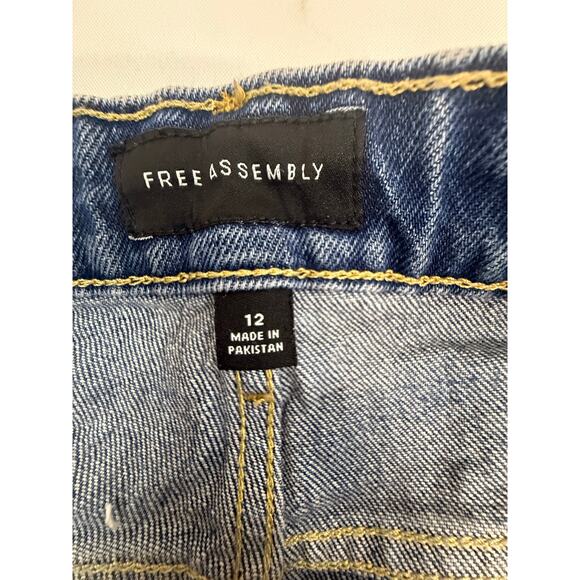 FREE ASSEMBLY
12
MADE IN
PAKISTAN